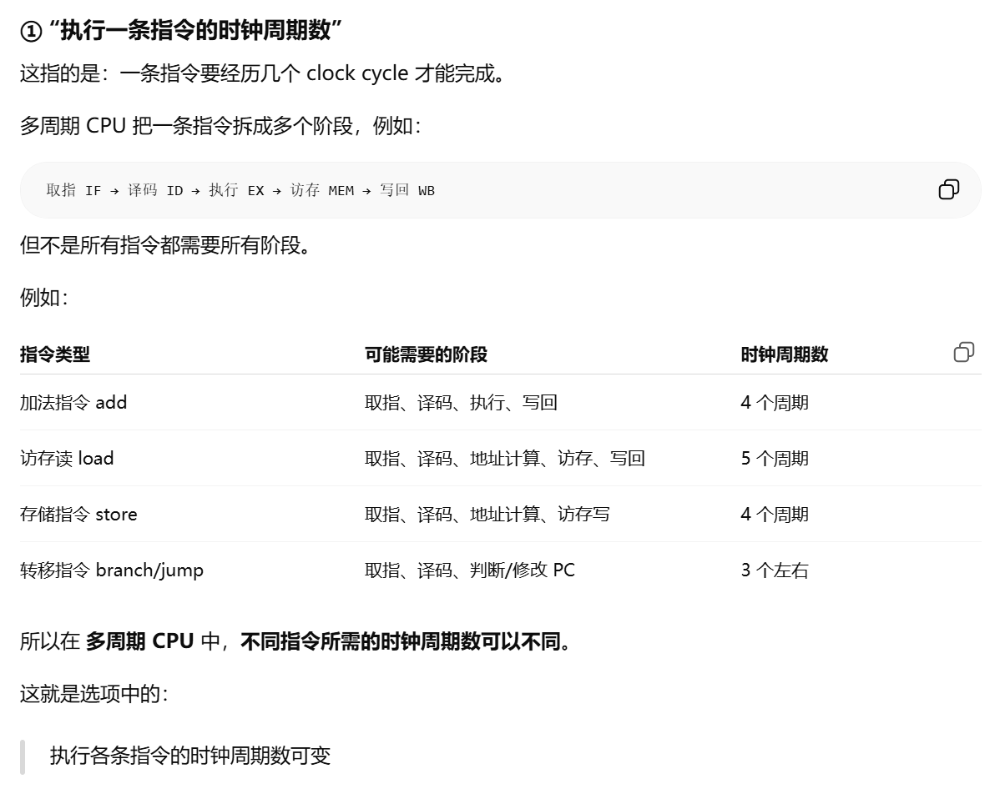 ① “执行一条指令的时钟周期数”
这指的是：一条指令要经历几个 clock cycle 才能完成。
多周期 CPU 把一条指令拆成多个阶段，例如：
取指 IF → 译码 ID → 执行 EX → 访存 MEM → 写回 WB
但不是所有指令都需要所有阶段。
例如：
指令类型 可能需要的阶段 时钟周期数
加法指令 add 取指、译码、执行、写回 4 个周期
访存读 load 取指、译码、地址计算、访存、写回 5 个周期
存储指令 store 取指、译码、地址计算、访存写 4 个周期
转移指令 branch/jump 取指、译码、判断/修改 PC 3 个左右
所以在 多周期 CPU 中，不同指令所需的时钟周期数可以不同。
这就是选项中的：
执行各条指令的时钟周期数可变